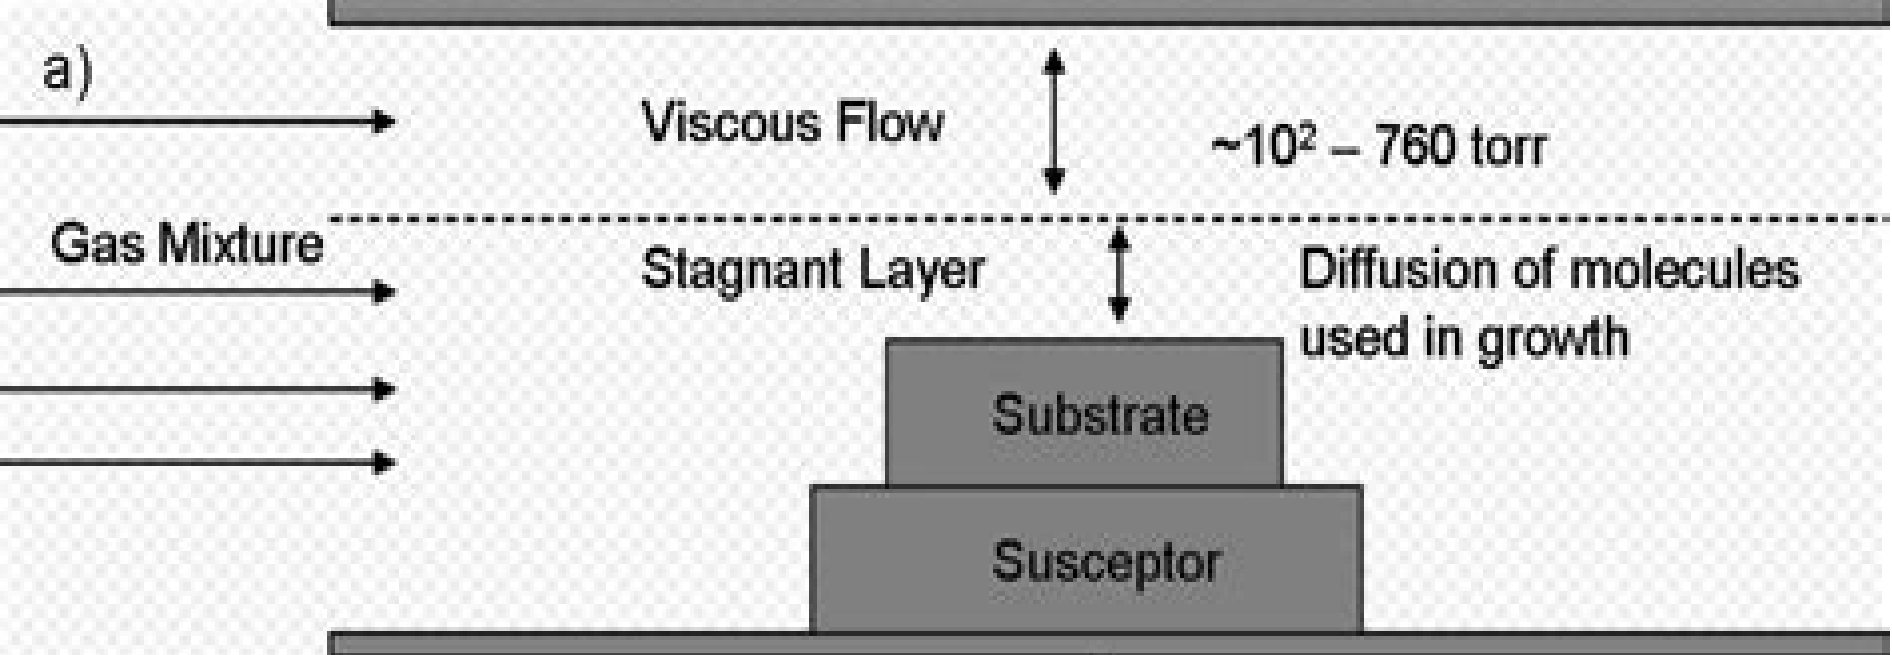 a)
Viscous Flow
~10² – 760 torr
Gas Mixture
Stagnant Layer
Diffusion of molecules
used in growth
Substrate
Susceptor